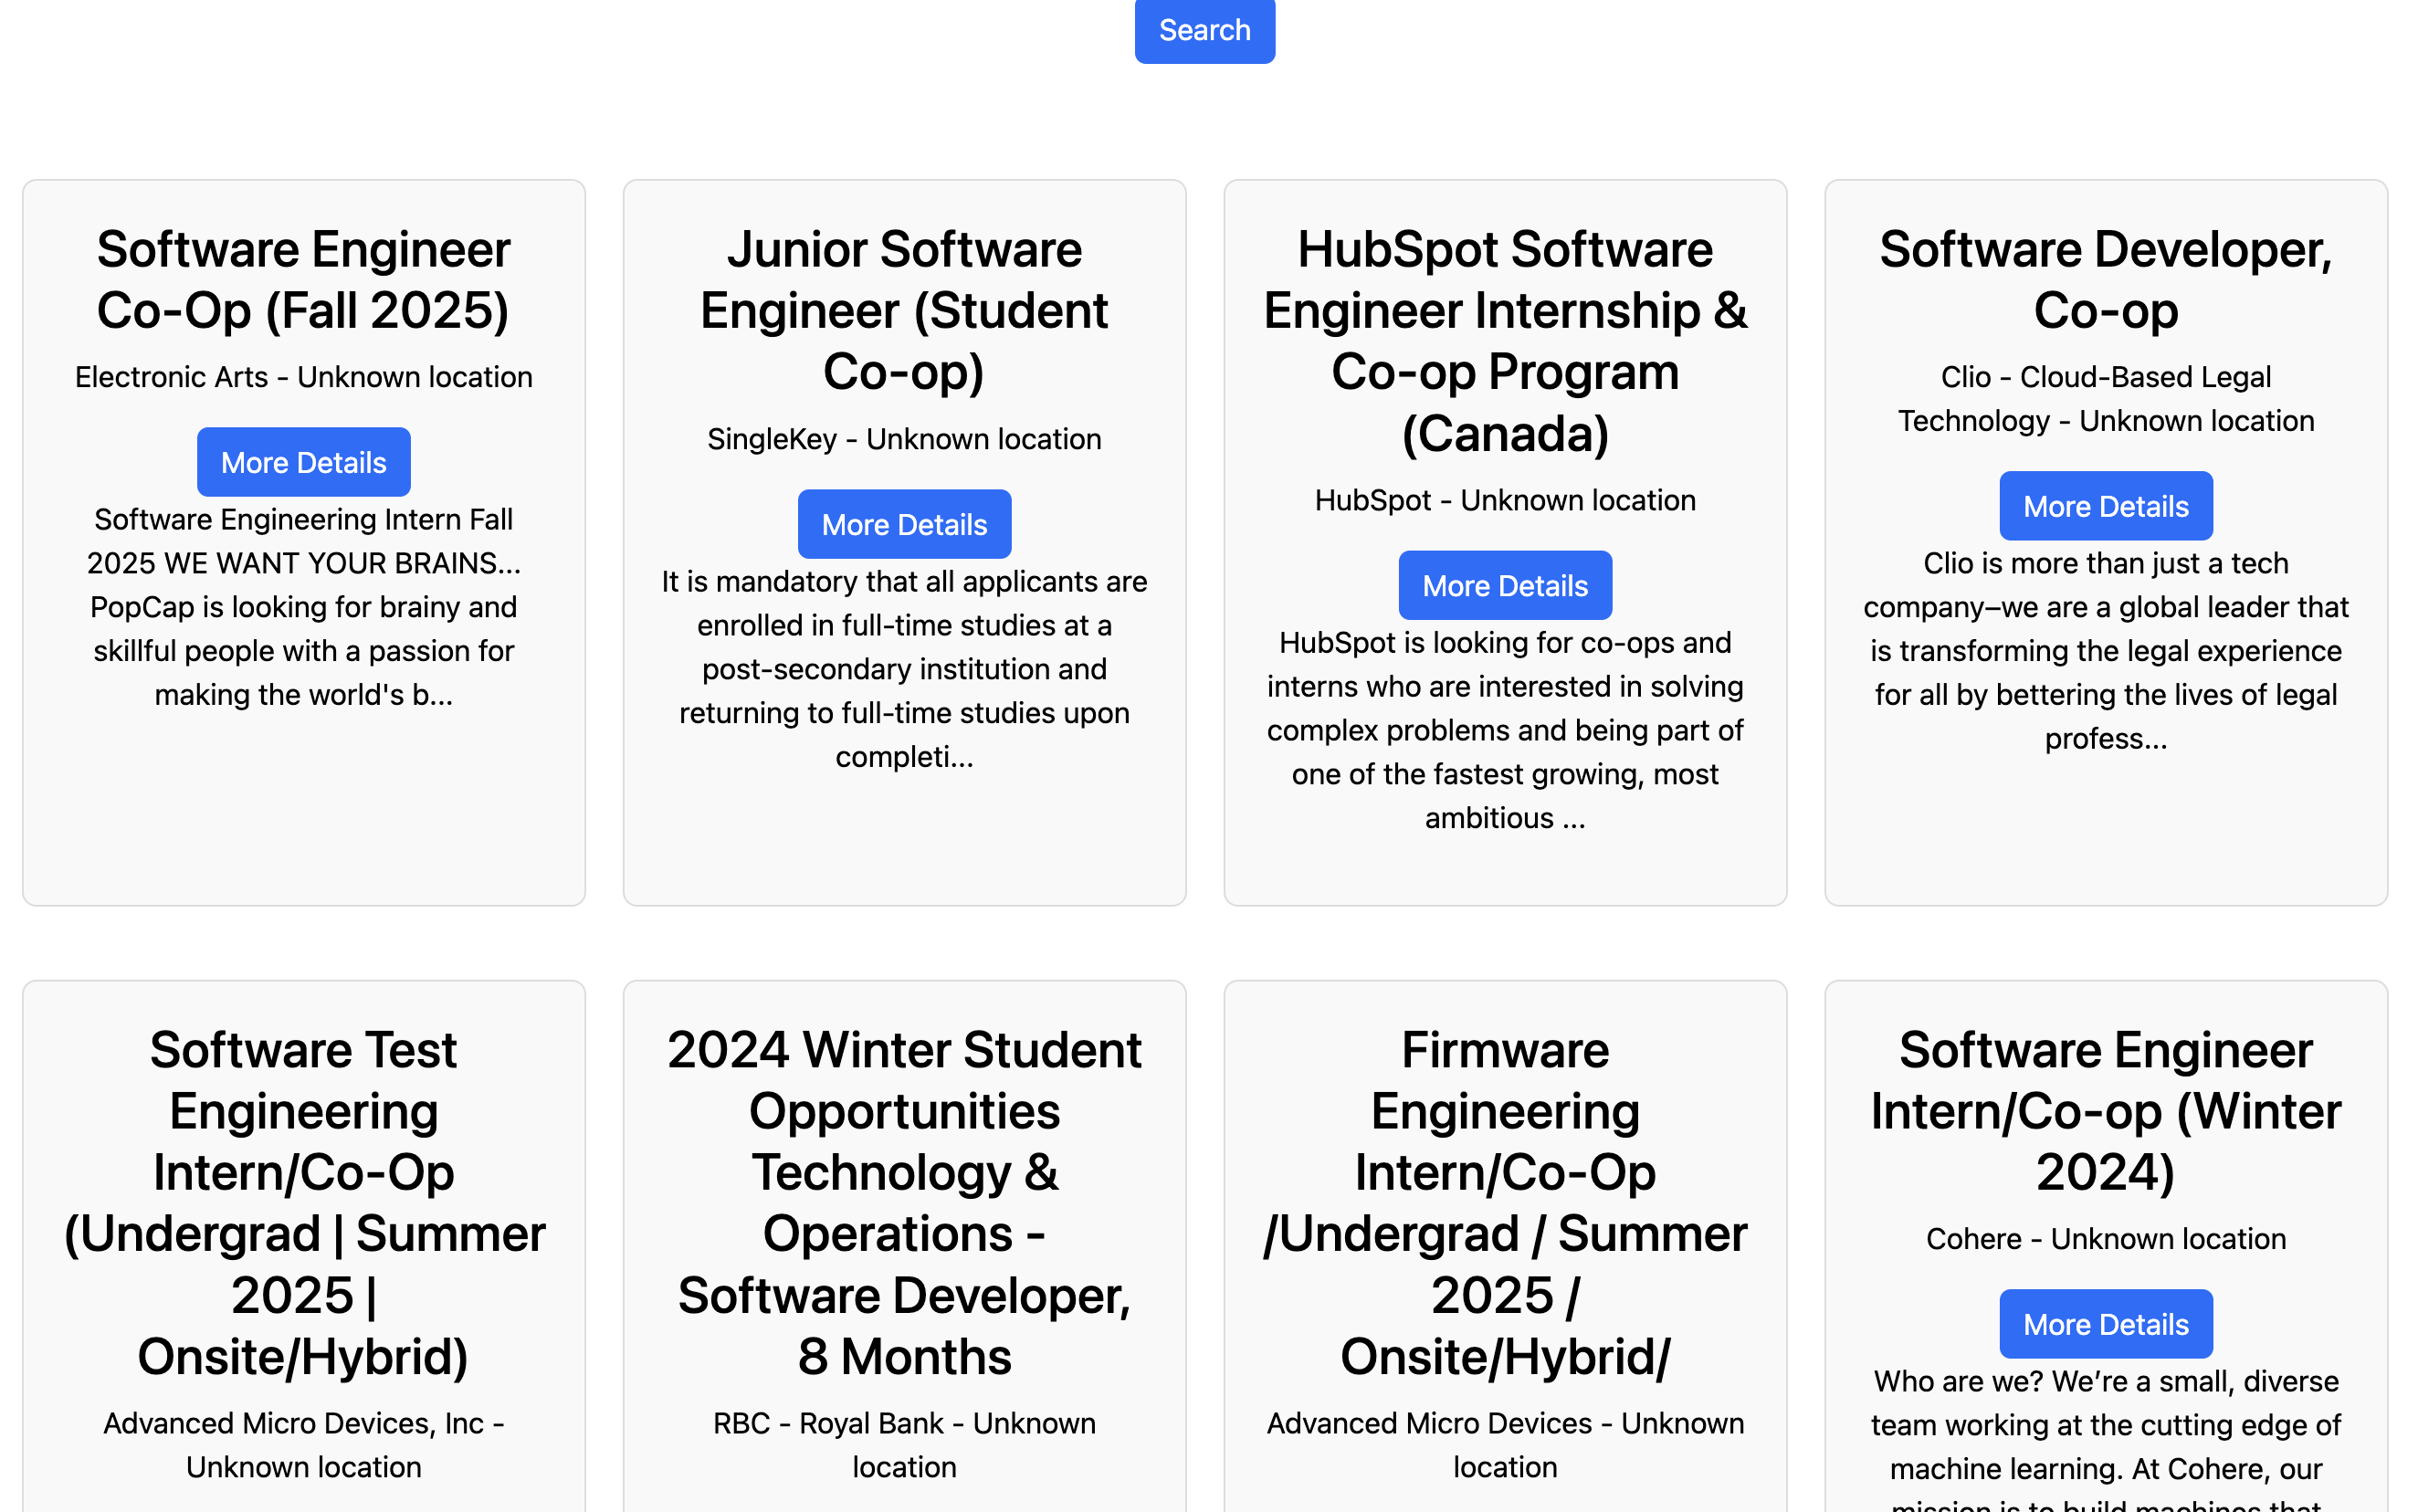 Search
Software Engineer
Co-Op (Fall 2025)
Electronic Arts - Unknown location
More Details
Software Engineering Intern Fall
2025 WE WANT YOUR BRAINS...
PopCap is looking for brainy and
skillful people with a passion for
making the world's b...
Junior Software
Engineer (Student
Co-op)
SingleKey - Unknown location
More Details
It is mandatory that all applicants are
enrolled in full-time studies at a
post-secondary institution and
returning to full-time studies upon
completi...
HubSpot Software
Engineer Internship &
Co-op Program
(Canada)
HubSpot - Unknown location
More Details
HubSpot is looking for co-ops and
interns who are interested in solving
complex problems and being part of
one of the fastest growing, most
ambitious ...
Software Developer,
Co-op
Clio - Cloud-Based Legal
Technology - Unknown location
More Details
Clio is more than just a tech
company–we are a global leader that
is transforming the legal experience
for all by bettering the lives of legal
profess...
Software Test
Engineering
Intern/Co-Op
(Undergrad | Summer
2025 |
Onsite/Hybrid)
Advanced Micro Devices, Inc -
Unknown location
2024 Winter Student
Opportunities
Technology &
Operations -
Software Developer,
8 Months
RBC - Royal Bank - Unknown
location
Firmware
Engineering
Intern/Co-Op
/Undergrad / Summer
2025 /
Onsite/Hybrid/
Advanced Micro Devices - Unknown
location
Software Engineer
Intern/Co-op (Winter
2024)
Cohere - Unknown location
More Details
Who are we? We’re a small, diverse
team working at the cutting edge of
machine learning. At Cohere, our
mission is to build machines that